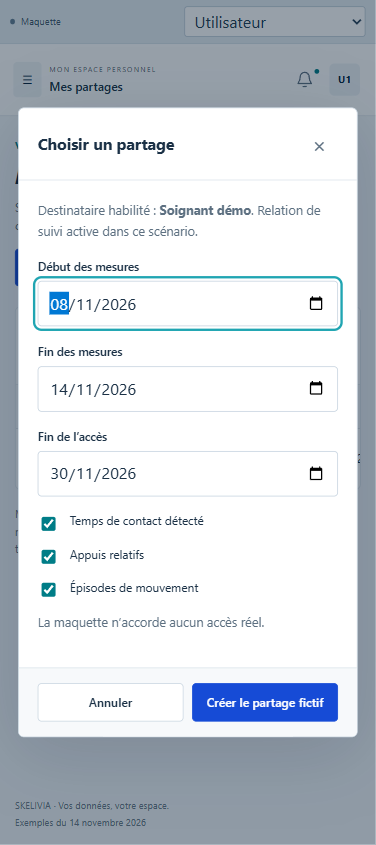 Maquette
Utilisateur
MON ESPACE PERSONNEL
Mes partages
U1
Choisir un partage
Destinataire habilité : Soignant démo. Relation de
suivi active dans ce scénario.
Début des mesures
08/11/2026
Fin des mesures
14/11/2026
Fin de l’accès
30/11/2026
Temps de contact détecté
Appuis relatifs
Épisodes de mouvement
La maquette n’accorde aucun accès réel.
Annuler
Créer le partage fictif
SKELIVIA · Vos données, votre espace.
Exemples du 14 novembre 2026